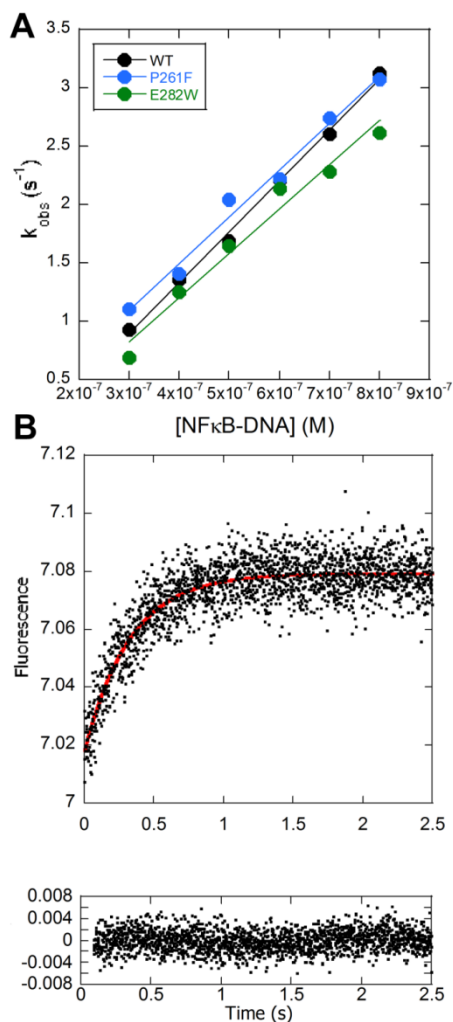 A
WT
P261F
E282W
3.5
3
2.5
2
1.5
1
0.5
k_obs (s⁻¹)
2x10⁻⁷ 3x10⁻⁷ 4x10⁻⁷ 5x10⁻⁷ 6x10⁻⁷ 7x10⁻⁷ 8x10⁻⁷ 9x10⁻⁷
[NFκB-DNA] (M)
B
7.12
7.1
7.08
7.06
7.04
7.02
7
Fluorescence
0 0.5 1 1.5 2 2.5
0.008
0.004
0
-0.004
-0.008
0 0.5 1 1.5 2 2.5
Time (s)